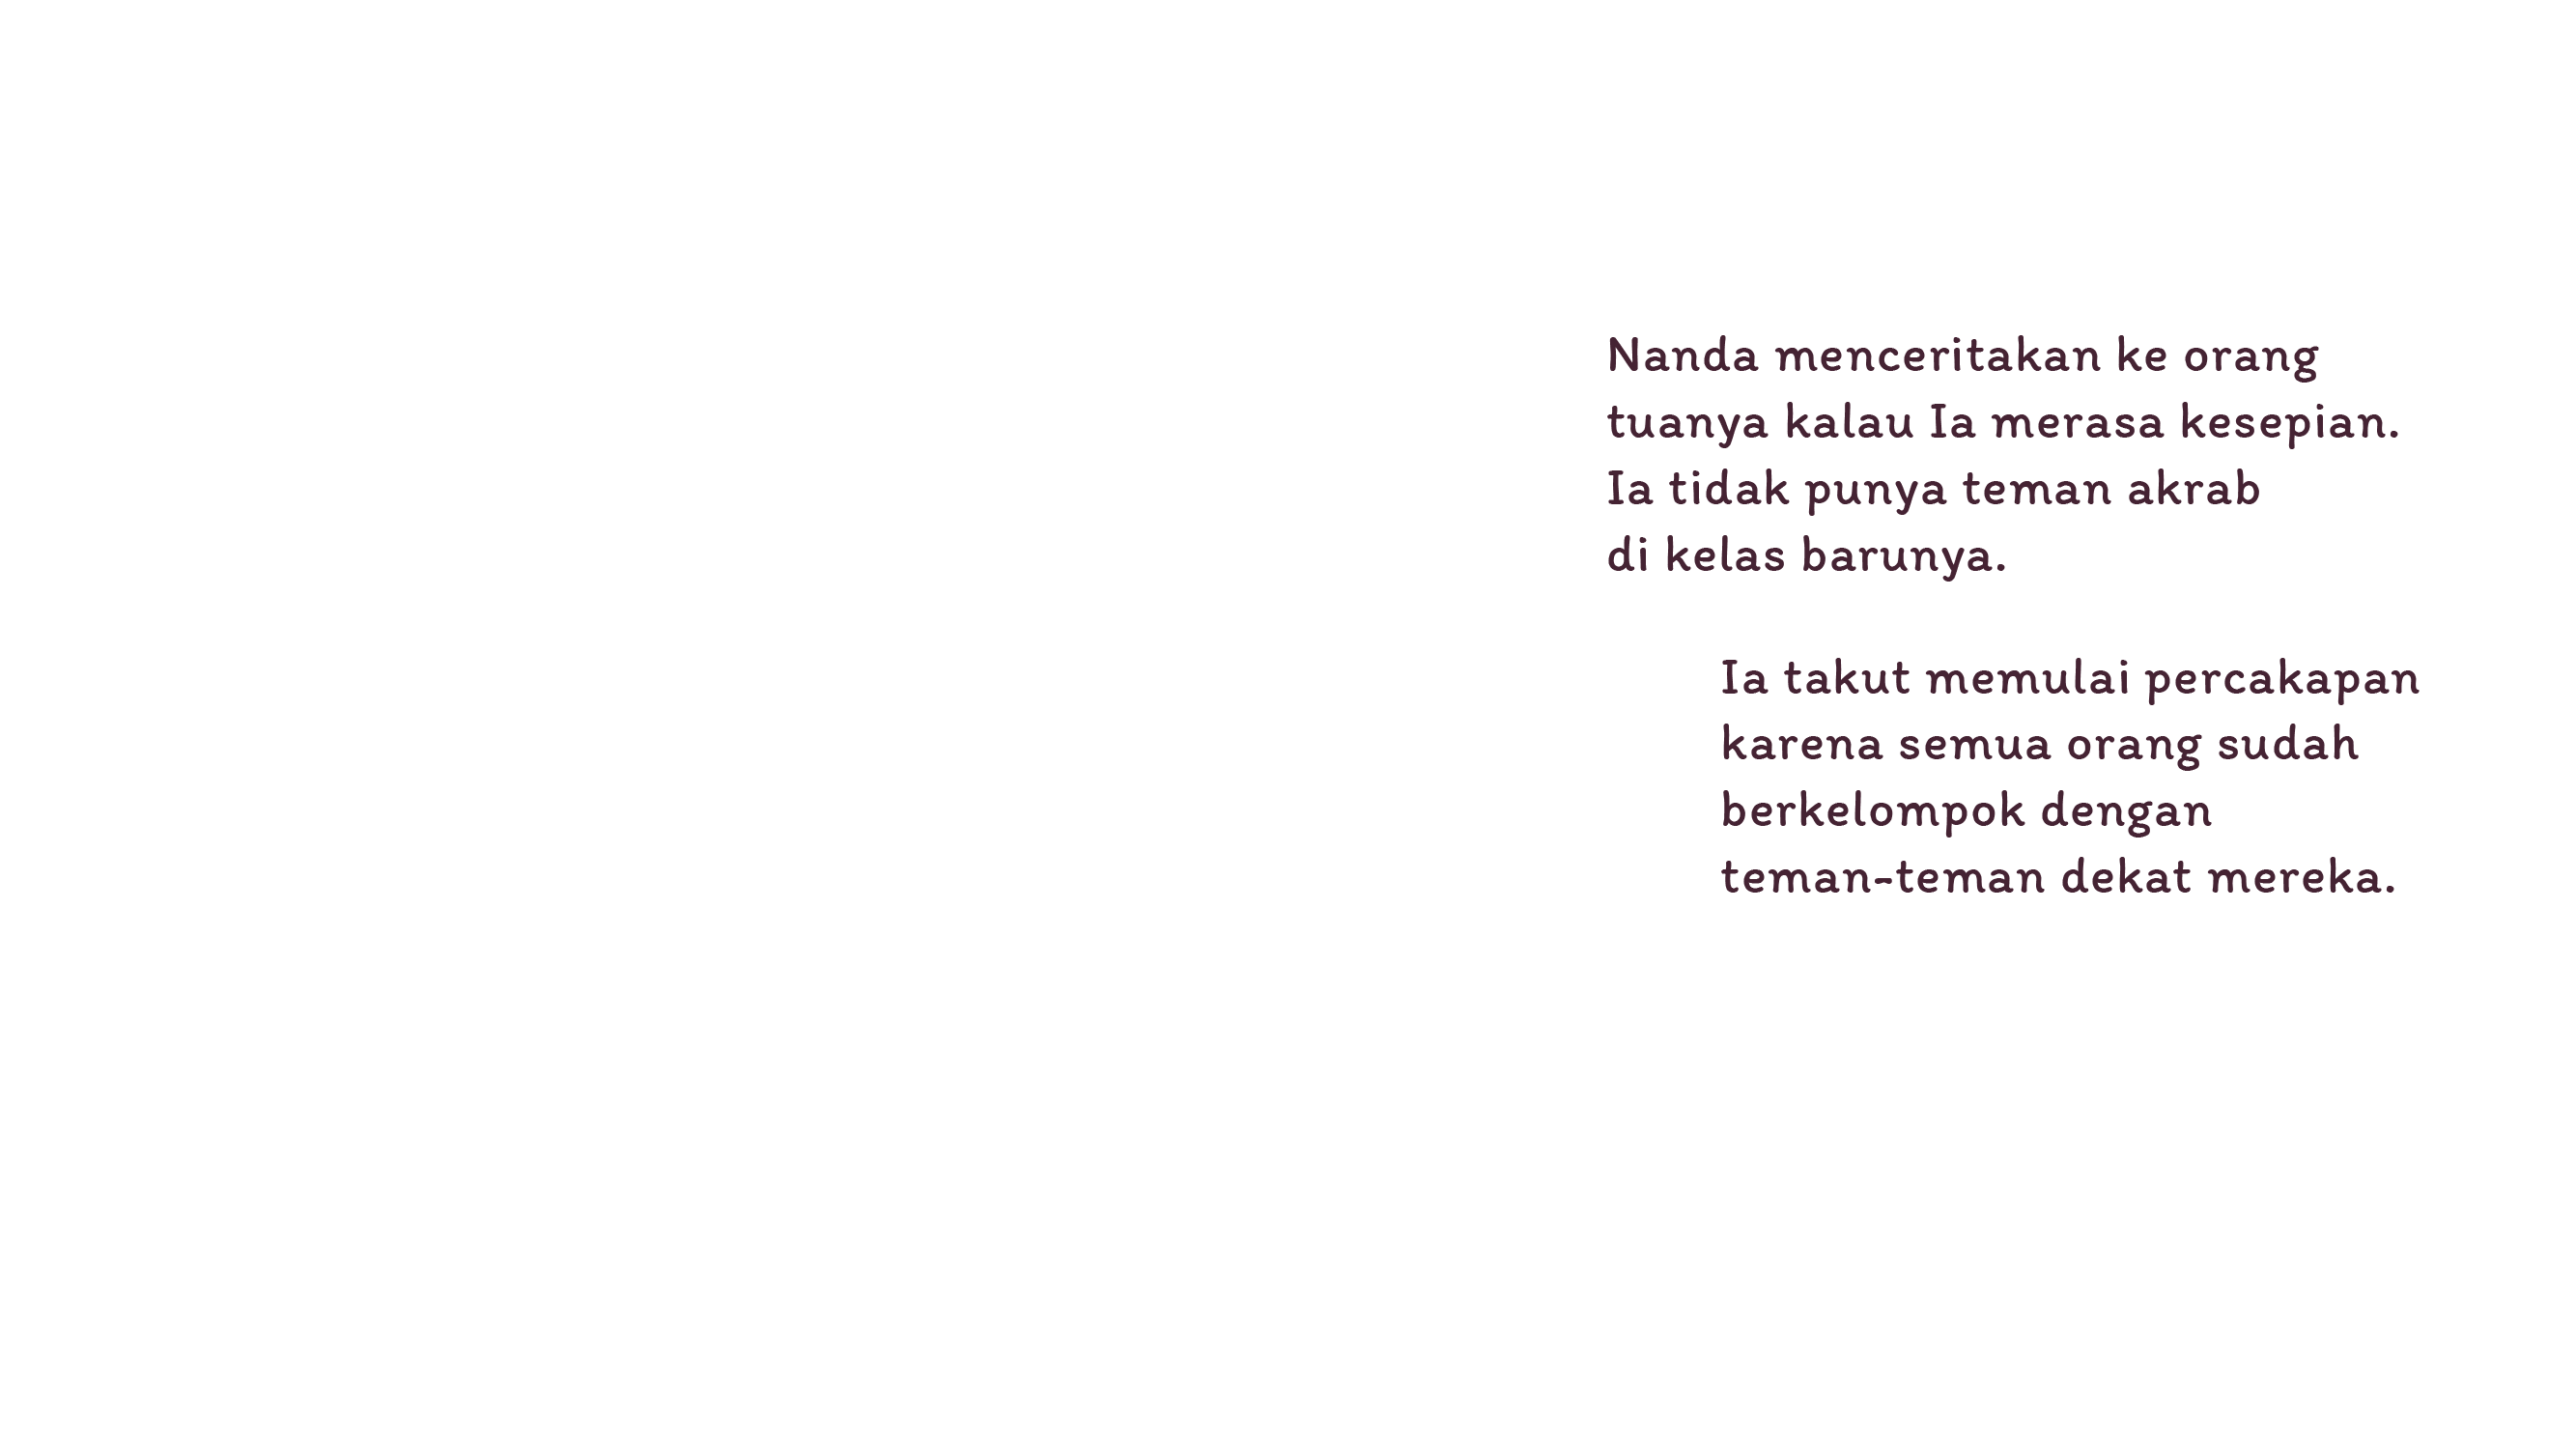 Nanda menceritakan ke orang
tuanya kalau Ia merasa kesepian.
Ia tidak punya teman akrab
di kelas barunya.
Ia takut memulai percakapan
karena semua orang sudah
berkelompok dengan
teman-teman dekat mereka.